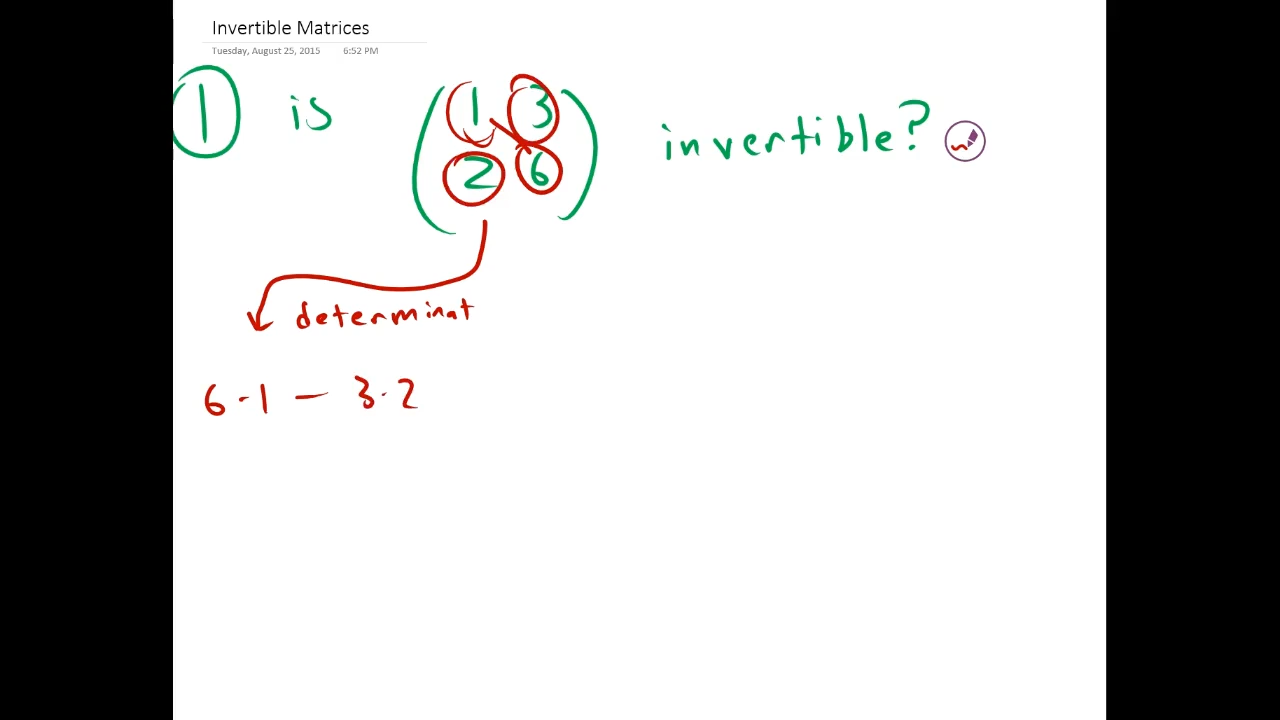 Invertible Matrices
Tuesday, August 25, 2015 6:52 PM
1 is ( 1 3 invertible?
2 6 )
determinat
6·1 — 3·2